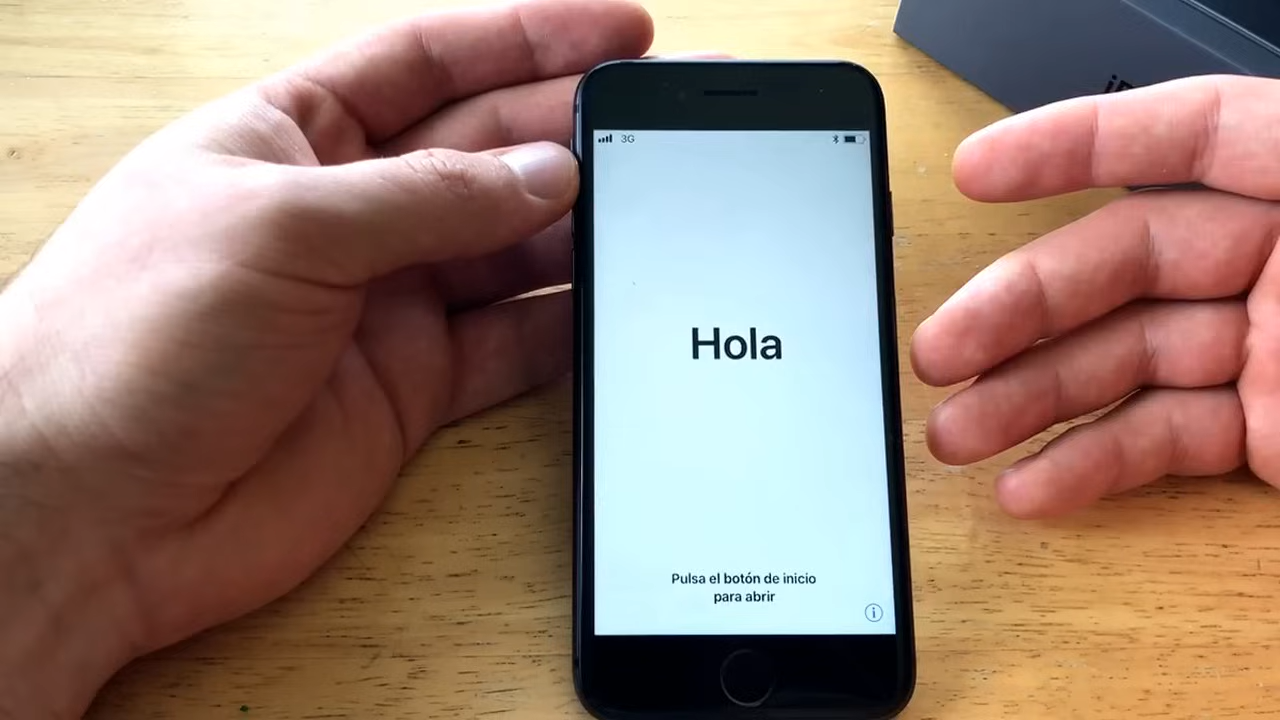 3G
Hola
Pulsa el botón de inicio
para abrir